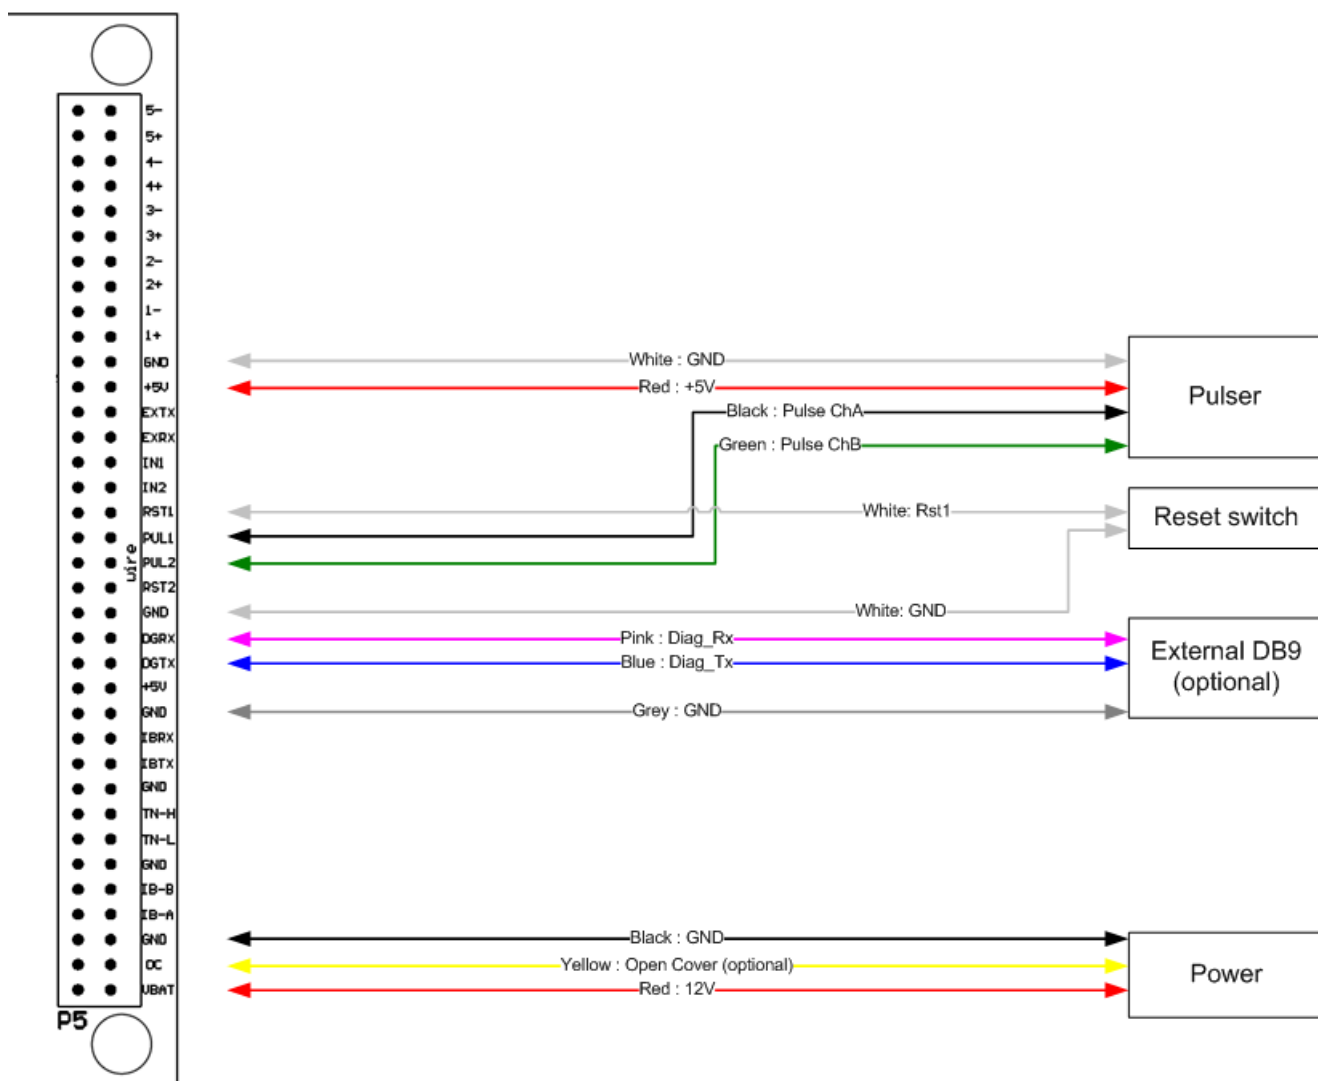 5-
5+
4-
4+
3-
3+
2-
2+
1-
1+
GND
+5V
EXTX
EXRX
IN1
IN2
RST1
PUL1
PUL2
RST2
GND
DGRX
DGTX
+5V
GND
IBRX
IBTX
GND
TN-H
TN-L
GND
IB-B
IB-A
GND
OC
VBAT
wire
P5
White : GND
Red : +5V
Black : Pulse ChA
Green : Pulse ChB
Pulser
White: Rst1
Reset switch
White: GND
Pink : Diag_Rx
Blue : Diag_Tx
Grey : GND
External DB9
(optional)
Black : GND
Yellow : Open Cover (optional)
Red : 12V
Power